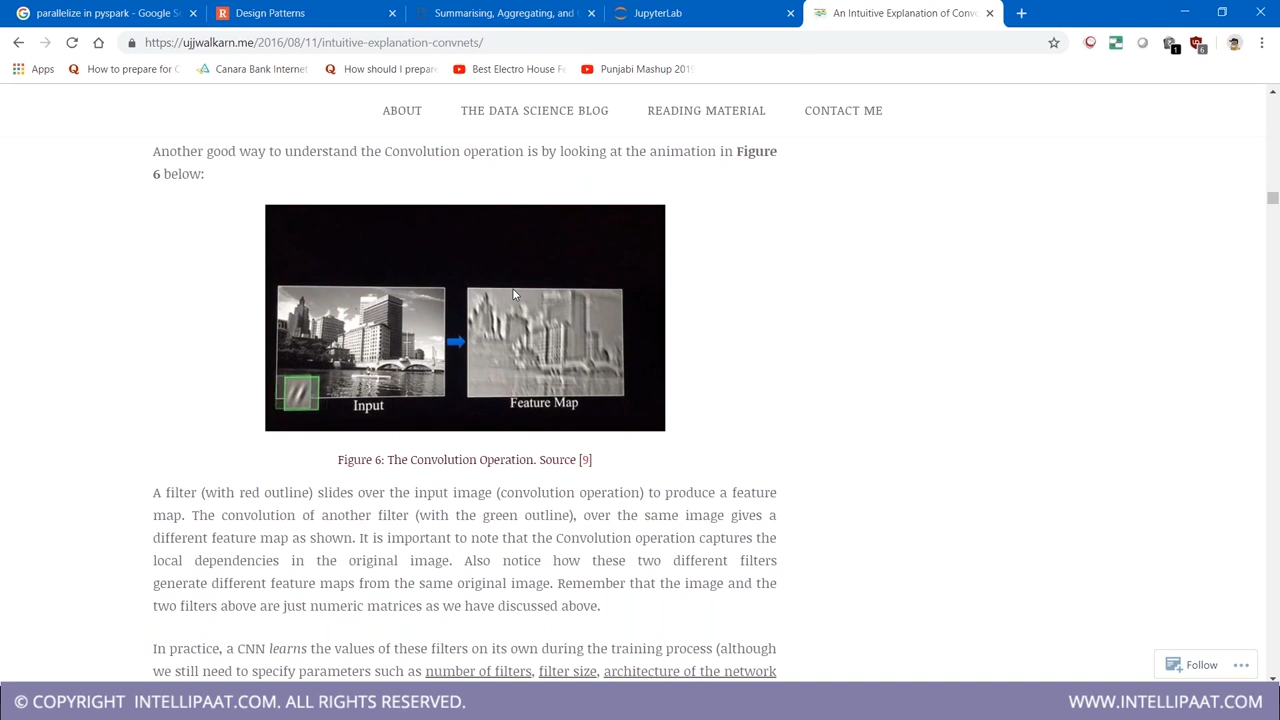 parallelize in pyspark - Google Se
Design Patterns
Summarising, Aggregating, and
JupyterLab
An Intuitive Explanation of Conv
https://ujjwalkarn.me/2016/08/11/intuitive-explanation-convnets/
1
6
Apps
How to prepare for
Canara Bank Internet
How should I prepare
Best Electro House Fe
Punjabi Mashup 2019
ABOUT
THE DATA SCIENCE BLOG
READING MATERIAL
CONTACT ME
Another good way to understand the Convolution operation is by looking at the animation in Figure
6 below:
Input
Feature Map
Figure 6: The Convolution Operation. Source [9]
A filter (with red outline) slides over the input image (convolution operation) to produce a feature
map. The convolution of another filter (with the green outline), over the same image gives a
different feature map as shown. It is important to note that the Convolution operation captures the
local dependencies in the original image. Also notice how these two different filters
generate different feature maps from the same original image. Remember that the image and the
two filters above are just numeric matrices as we have discussed above.
In practice, a CNN learns the values of these filters on its own during the training process (although
we still need to specify parameters such as number of filters, filter size, architecture of the network
Follow
© COPYRIGHT INTELLIPAAT.COM. ALL RIGHTS RESERVED.
WWW.INTELLIPAAT.COM